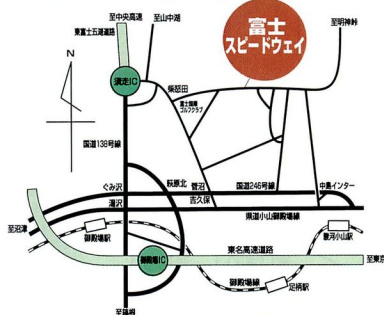 至中央高速
至山中湖
東富士五湖道路
富士
スピードウェイ
至明神峠
N
須走IC
柴怒田
富士国際
ゴルフクラブ
国道138号線
萩原北
菅沼
国道246号線
中島インター
ぐみ沢
吉久保
湯沢
県道小山御殿場線
至沼津
御殿場駅
駿河小山駅
東名高速道路
御殿場IC
至東京
御殿場線
足柄駅
至箱根